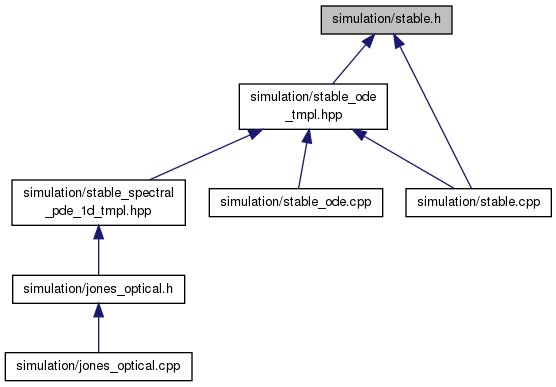 simulation/stable.h
simulation/stable_ode
_tmpl.hpp
simulation/stable_spectral
_pde_1d_tmpl.hpp
simulation/stable_ode.cpp
simulation/stable.cpp
simulation/jones_optical.h
simulation/jones_optical.cpp